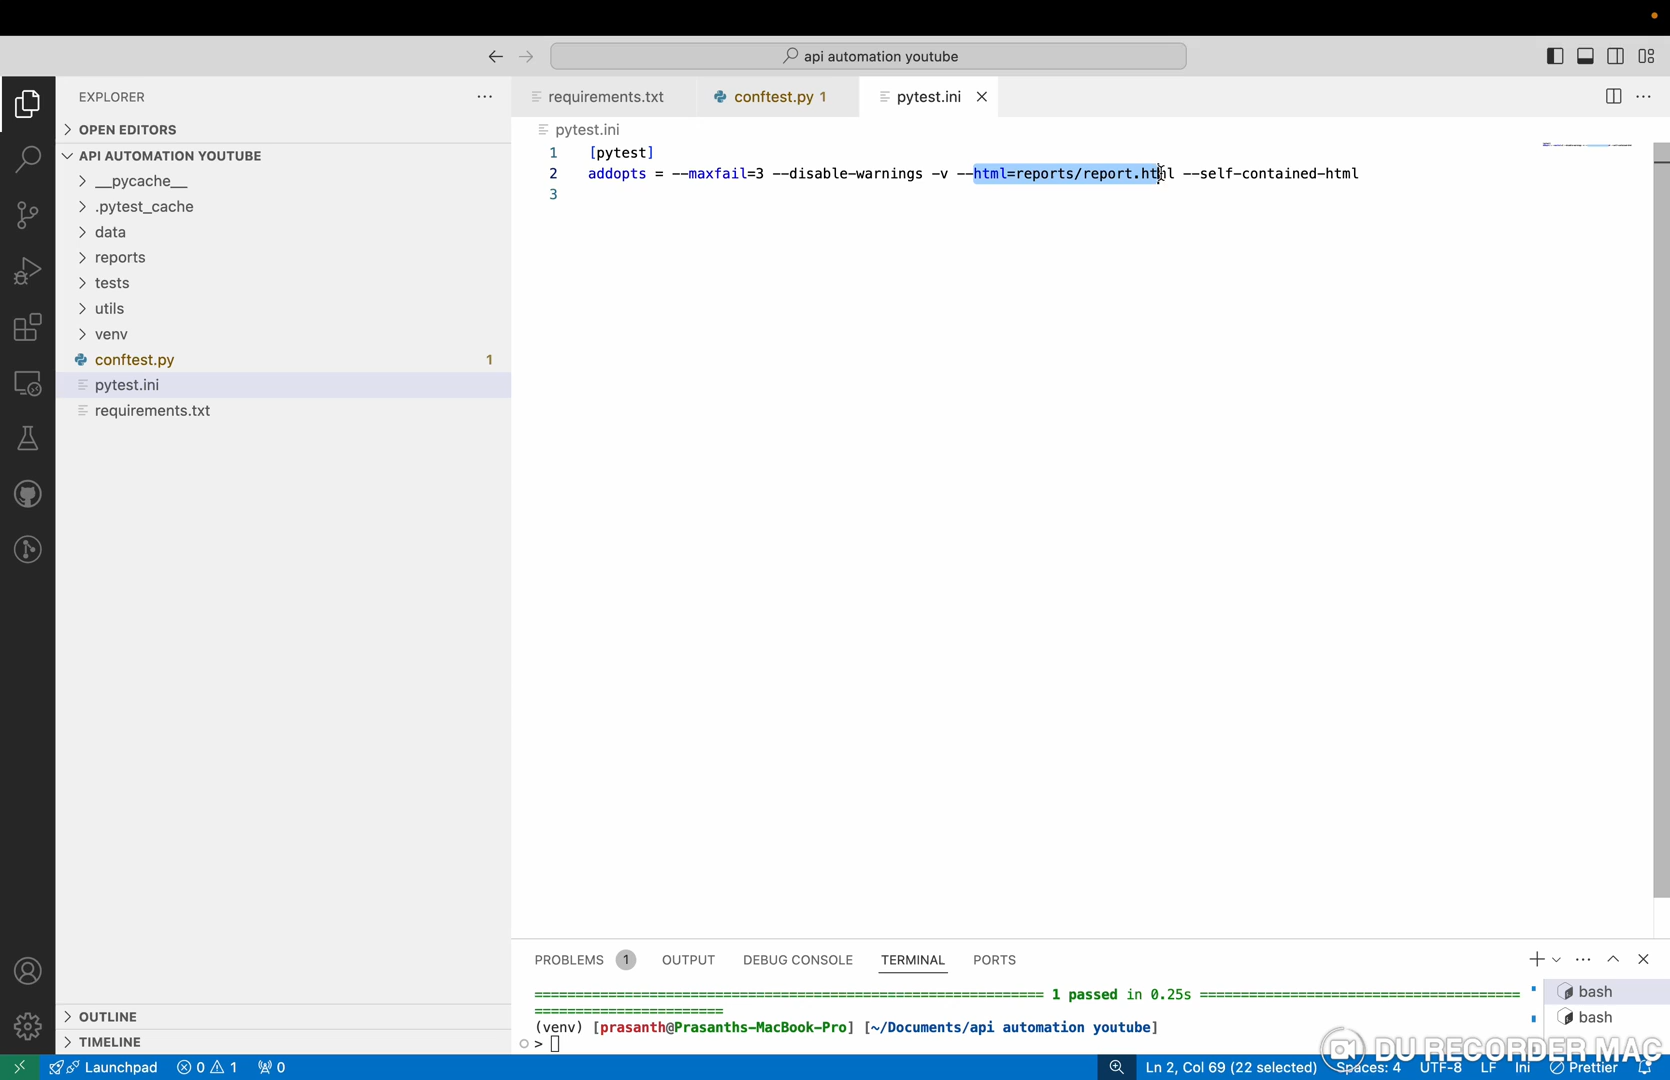 api automation youtube
EXPLORER
OPEN EDITORS
API AUTOMATION YOUTUBE
__pycache__
.pytest_cache
data
reports
tests
utils
venv
conftest.py 1
pytest.ini
requirements.txt
OUTLINE
TIMELINE
requirements.txt
conftest.py 1
pytest.ini
pytest.ini
1 [pytest]
2 addopts = --maxfail=3 --disable-warnings -v --html=reports/report.html --self-contained-html
3
PROBLEMS 1 OUTPUT DEBUG CONSOLE TERMINAL PORTS
=============================================================== 1 passed in 0.25s =======================================
=======================
(venv) [prasanth@Prasanths-MacBook-Pro] [~/Documents/api automation youtube]
>
bash
bash
DU RECORDER MAC
Launchpad 0 1 0 Ln 2, Col 69 (22 selected) Spaces: 4 UTF-8 LF Ini Prettier